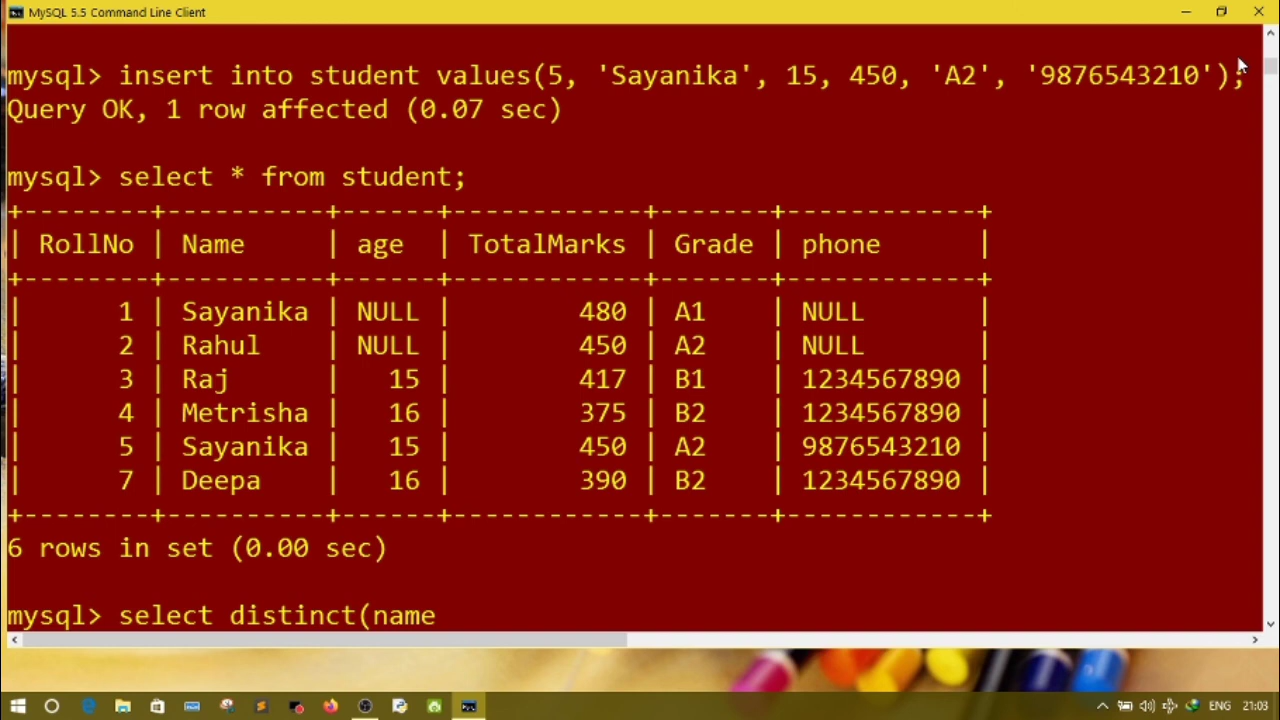 MySQL 5.5 Command Line Client
mysql> insert into student values(5, 'Sayanika', 15, 450, 'A2', '9876543210');
Query OK, 1 row affected (0.07 sec)
mysql> select * from student;
+--------+----------+------+------------+-------+------------+
| RollNo | Name     | age  | TotalMarks | Grade | phone      |
+--------+----------+------+------------+-------+------------+
|      1 | Sayanika | NULL |        480 | A1    | NULL       |
|      2 | Rahul    | NULL |        450 | A2    | NULL       |
|      3 | Raj      |   15 |        417 | B1    | 1234567890 |
|      4 | Metrisha |   16 |        375 | B2    | 1234567890 |
|      5 | Sayanika |   15 |        450 | A2    | 9876543210 |
|      7 | Deepa    |   16 |        390 | B2    | 1234567890 |
+--------+----------+------+------------+-------+------------+
6 rows in set (0.00 sec)
mysql> select distinct(name
ENG 21:03